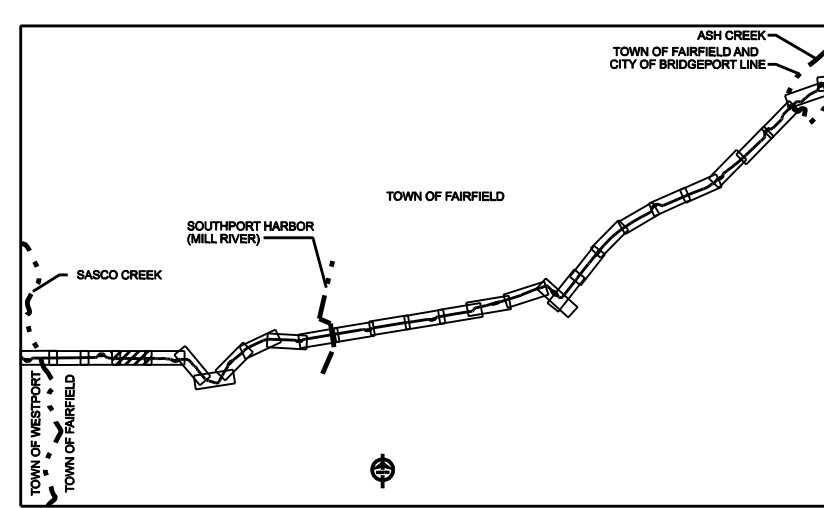 ASH CREEK
TOWN OF FAIRFIELD AND
CITY OF BRIDGEPORT LINE
TOWN OF FAIRFIELD
SOUTHPORT HARBOR
(MILL RIVER)
SASCO CREEK
TOWN OF WESTPORT
TOWN OF FAIRFIELD